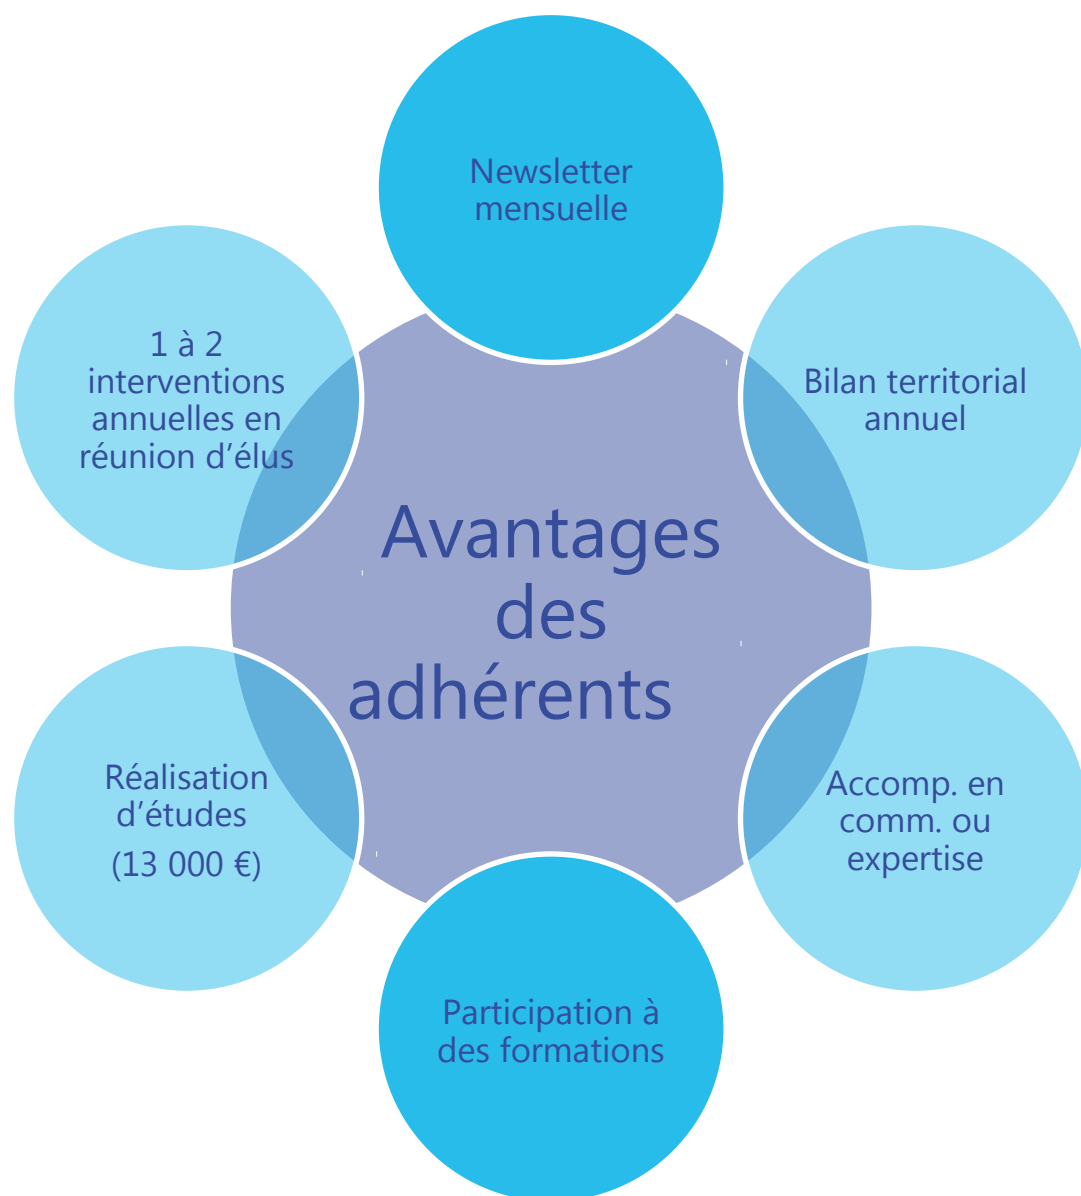 Newsletter
mensuelle
1 à 2
interventions
annuelles en
réunion d’élus
Bilan territorial
annuel
Avantages
des
adhérents
Réalisation
d’études
(13 000 €)
Accomp. en
comm. ou
expertise
Participation à
des formations